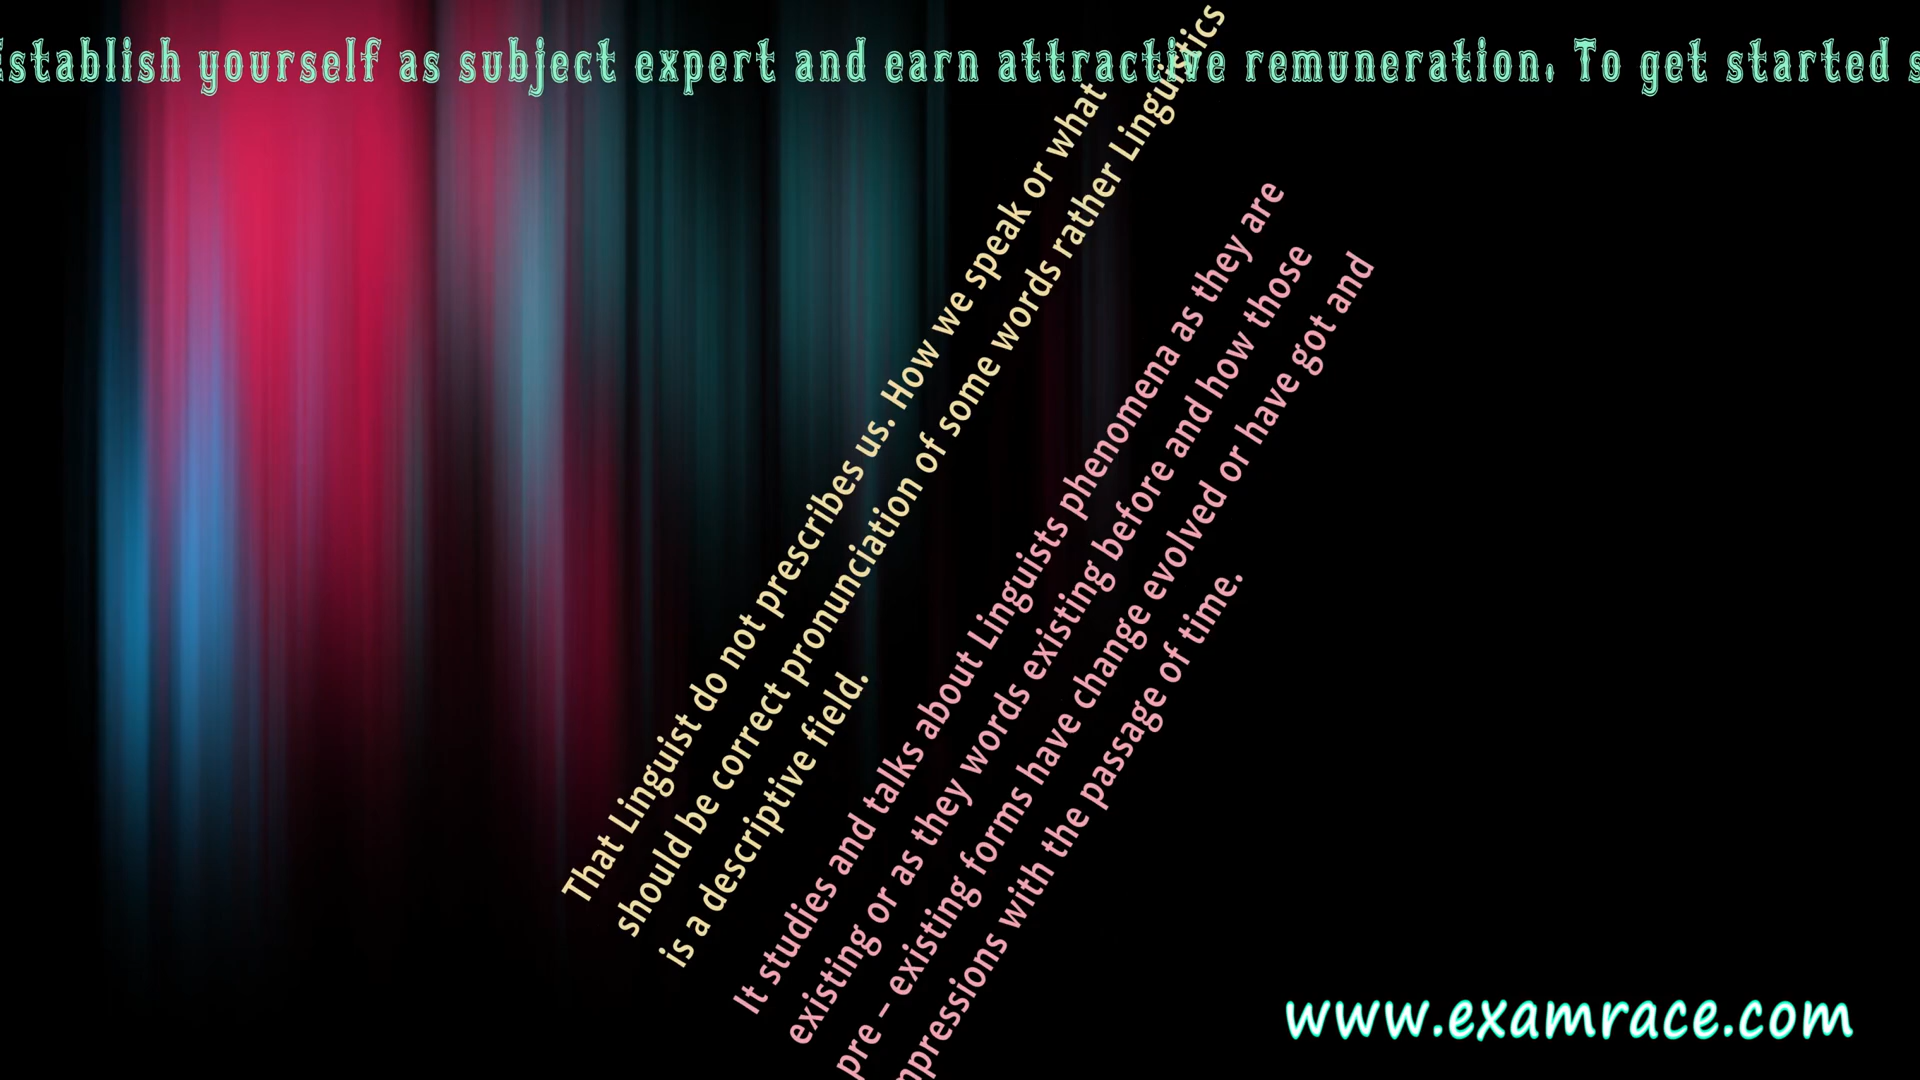 establish yourself as subject expert and earn attractive remuneration. To get started
That Linguist do not prescribes us. How we speak or what
should be correct pronunciation of some words rather Linguistics
is a descriptive field.
It studies and talks about Linguists phenomena as they are
existing or as they words existing before and how those
pre – existing forms have change evolved or have got and
with the passage of time.
www.examrace.com